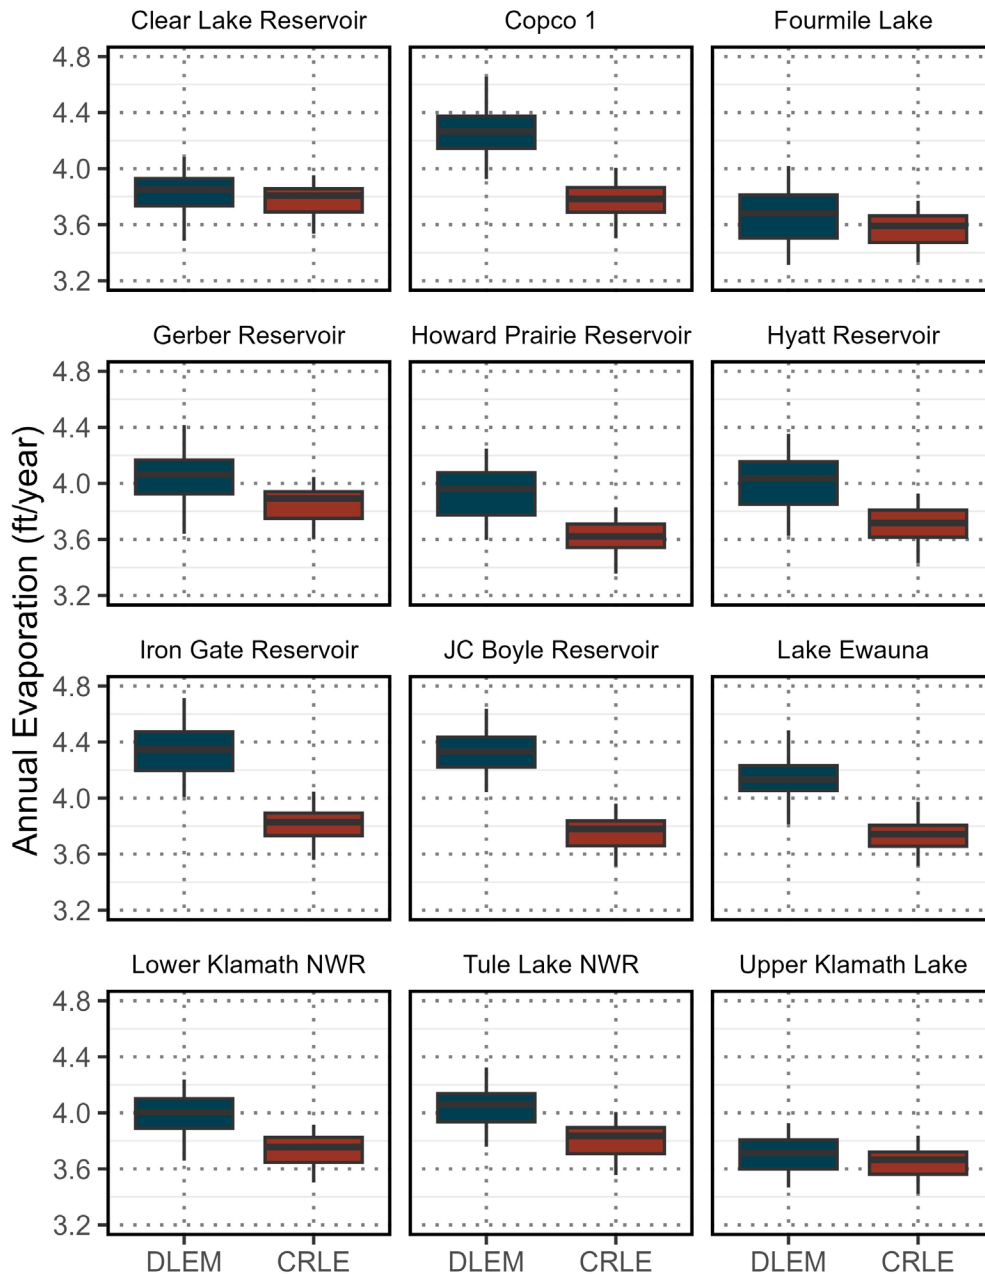 Clear Lake Reservoir
Copco 1
Fourmile Lake
4.8
4.4
4.0
3.6
3.2
Gerber Reservoir
Howard Prairie Reservoir
Hyatt Reservoir
4.8
4.4
4.0
3.6
3.2
Annual Evaporation (ft/year)
Iron Gate Reservoir
JC Boyle Reservoir
Lake Ewauna
4.8
4.4
4.0
3.6
3.2
Lower Klamath NWR
Tule Lake NWR
Upper Klamath Lake
4.8
4.4
4.0
3.6
3.2
DLEM
CRLE
DLEM
CRLE
DLEM
CRLE